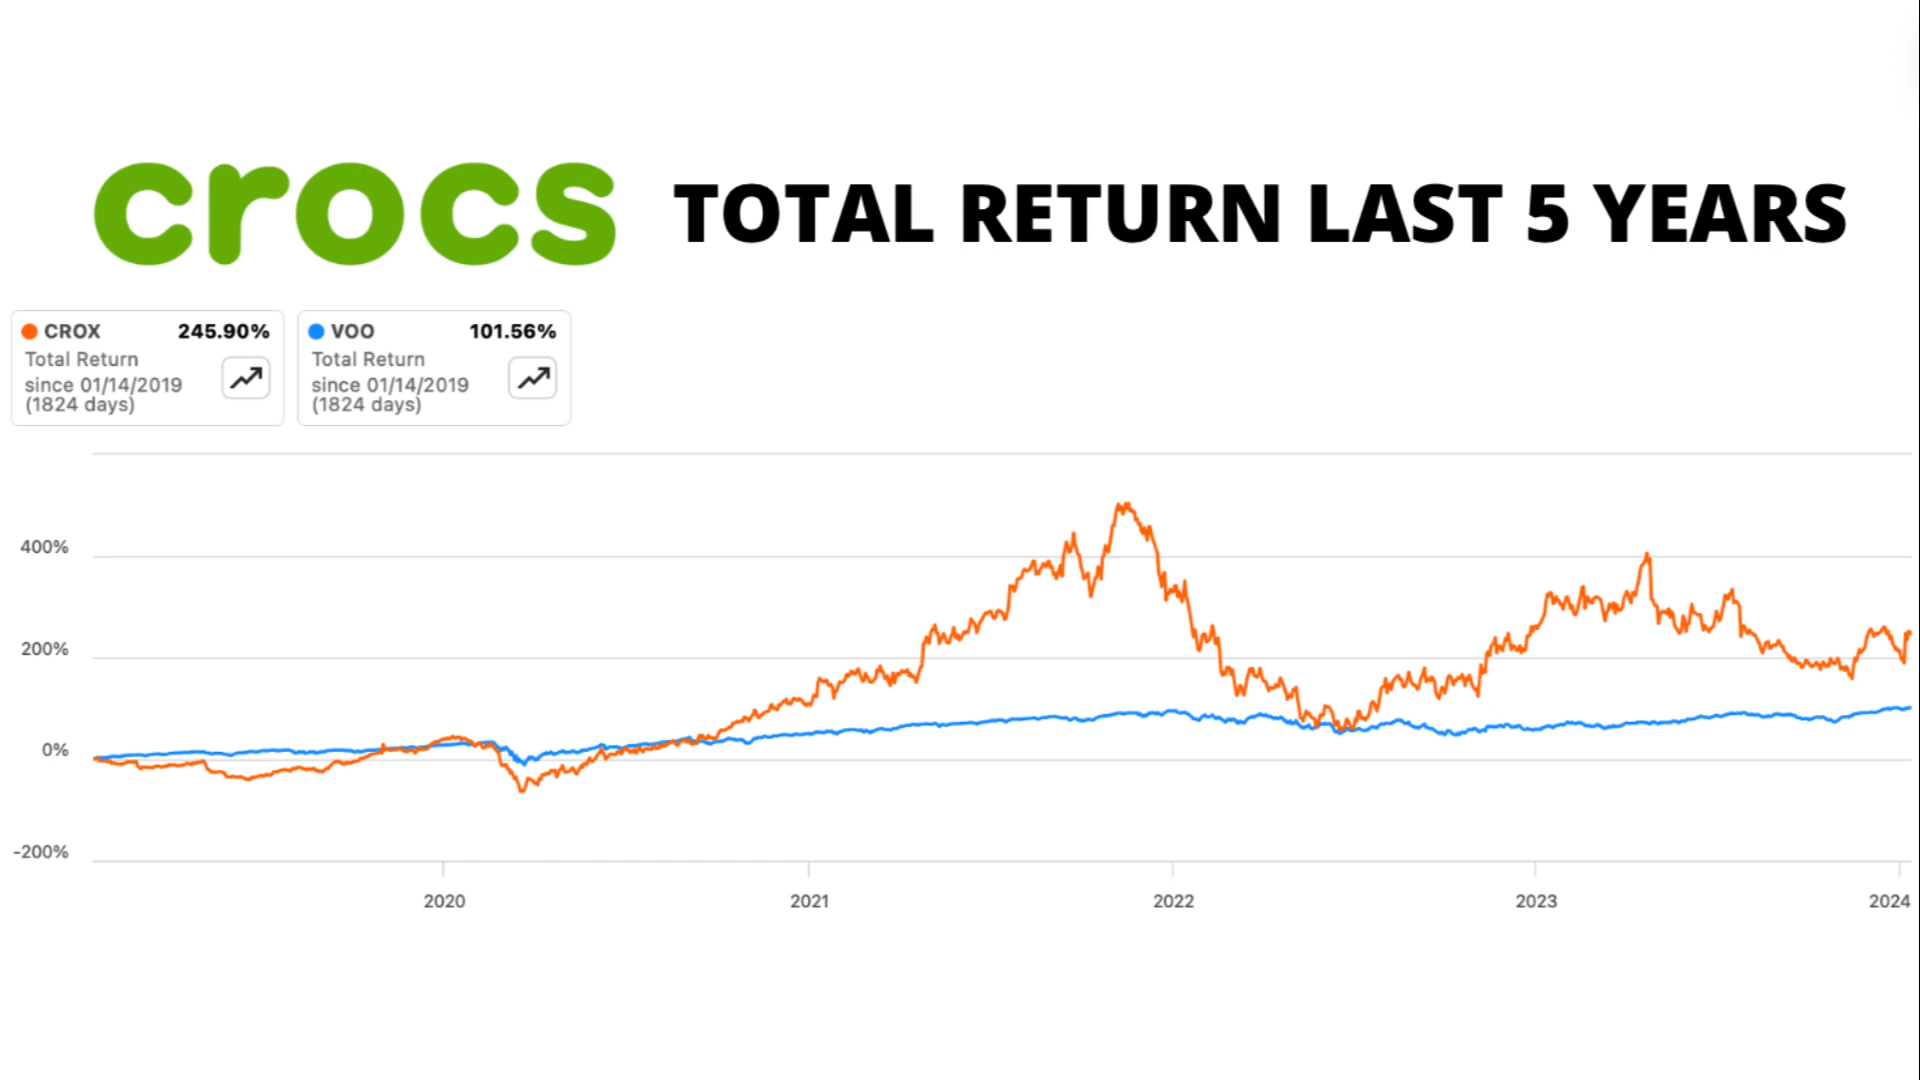 crocs TOTAL RETURN LAST 5 YEARS
CROX 245.90%
Total Return
since 01/14/2019
(1824 days)
VOO 101.56%
Total Return
since 01/14/2019
(1824 days)
400%
200%
0%
-200%
2020 2021 2022 2023 2024